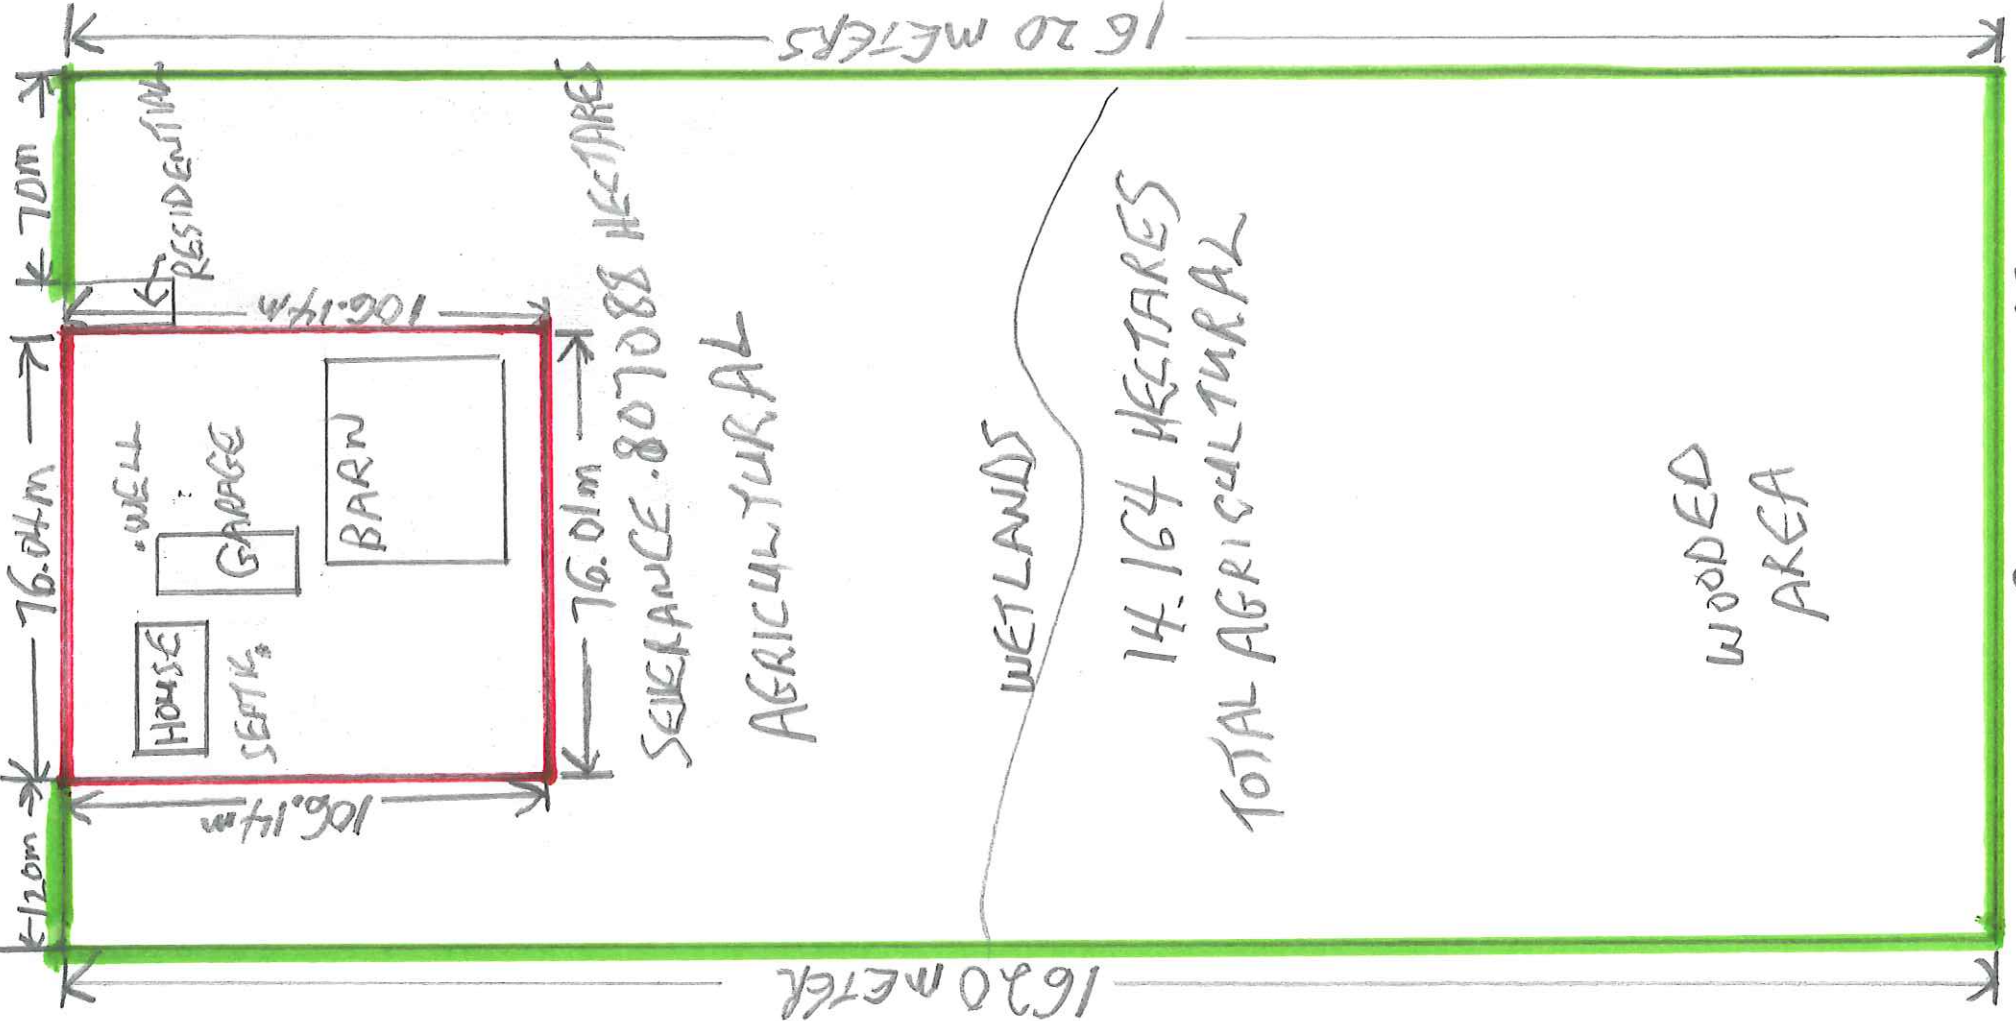 1620 METERS
70m
76.04m
120m
RESIDENTIAL
106.14m
.WELL
GARAGE
BARN
HOUSE
SEPTIC
76.01m
106.14m
SEVERANCE .807088 HECTARES
AGRICULTURAL
WETLANDS
14.164 HECTARES
TOTAL AGRICULTURAL
WOODED
AREA
1620 METER